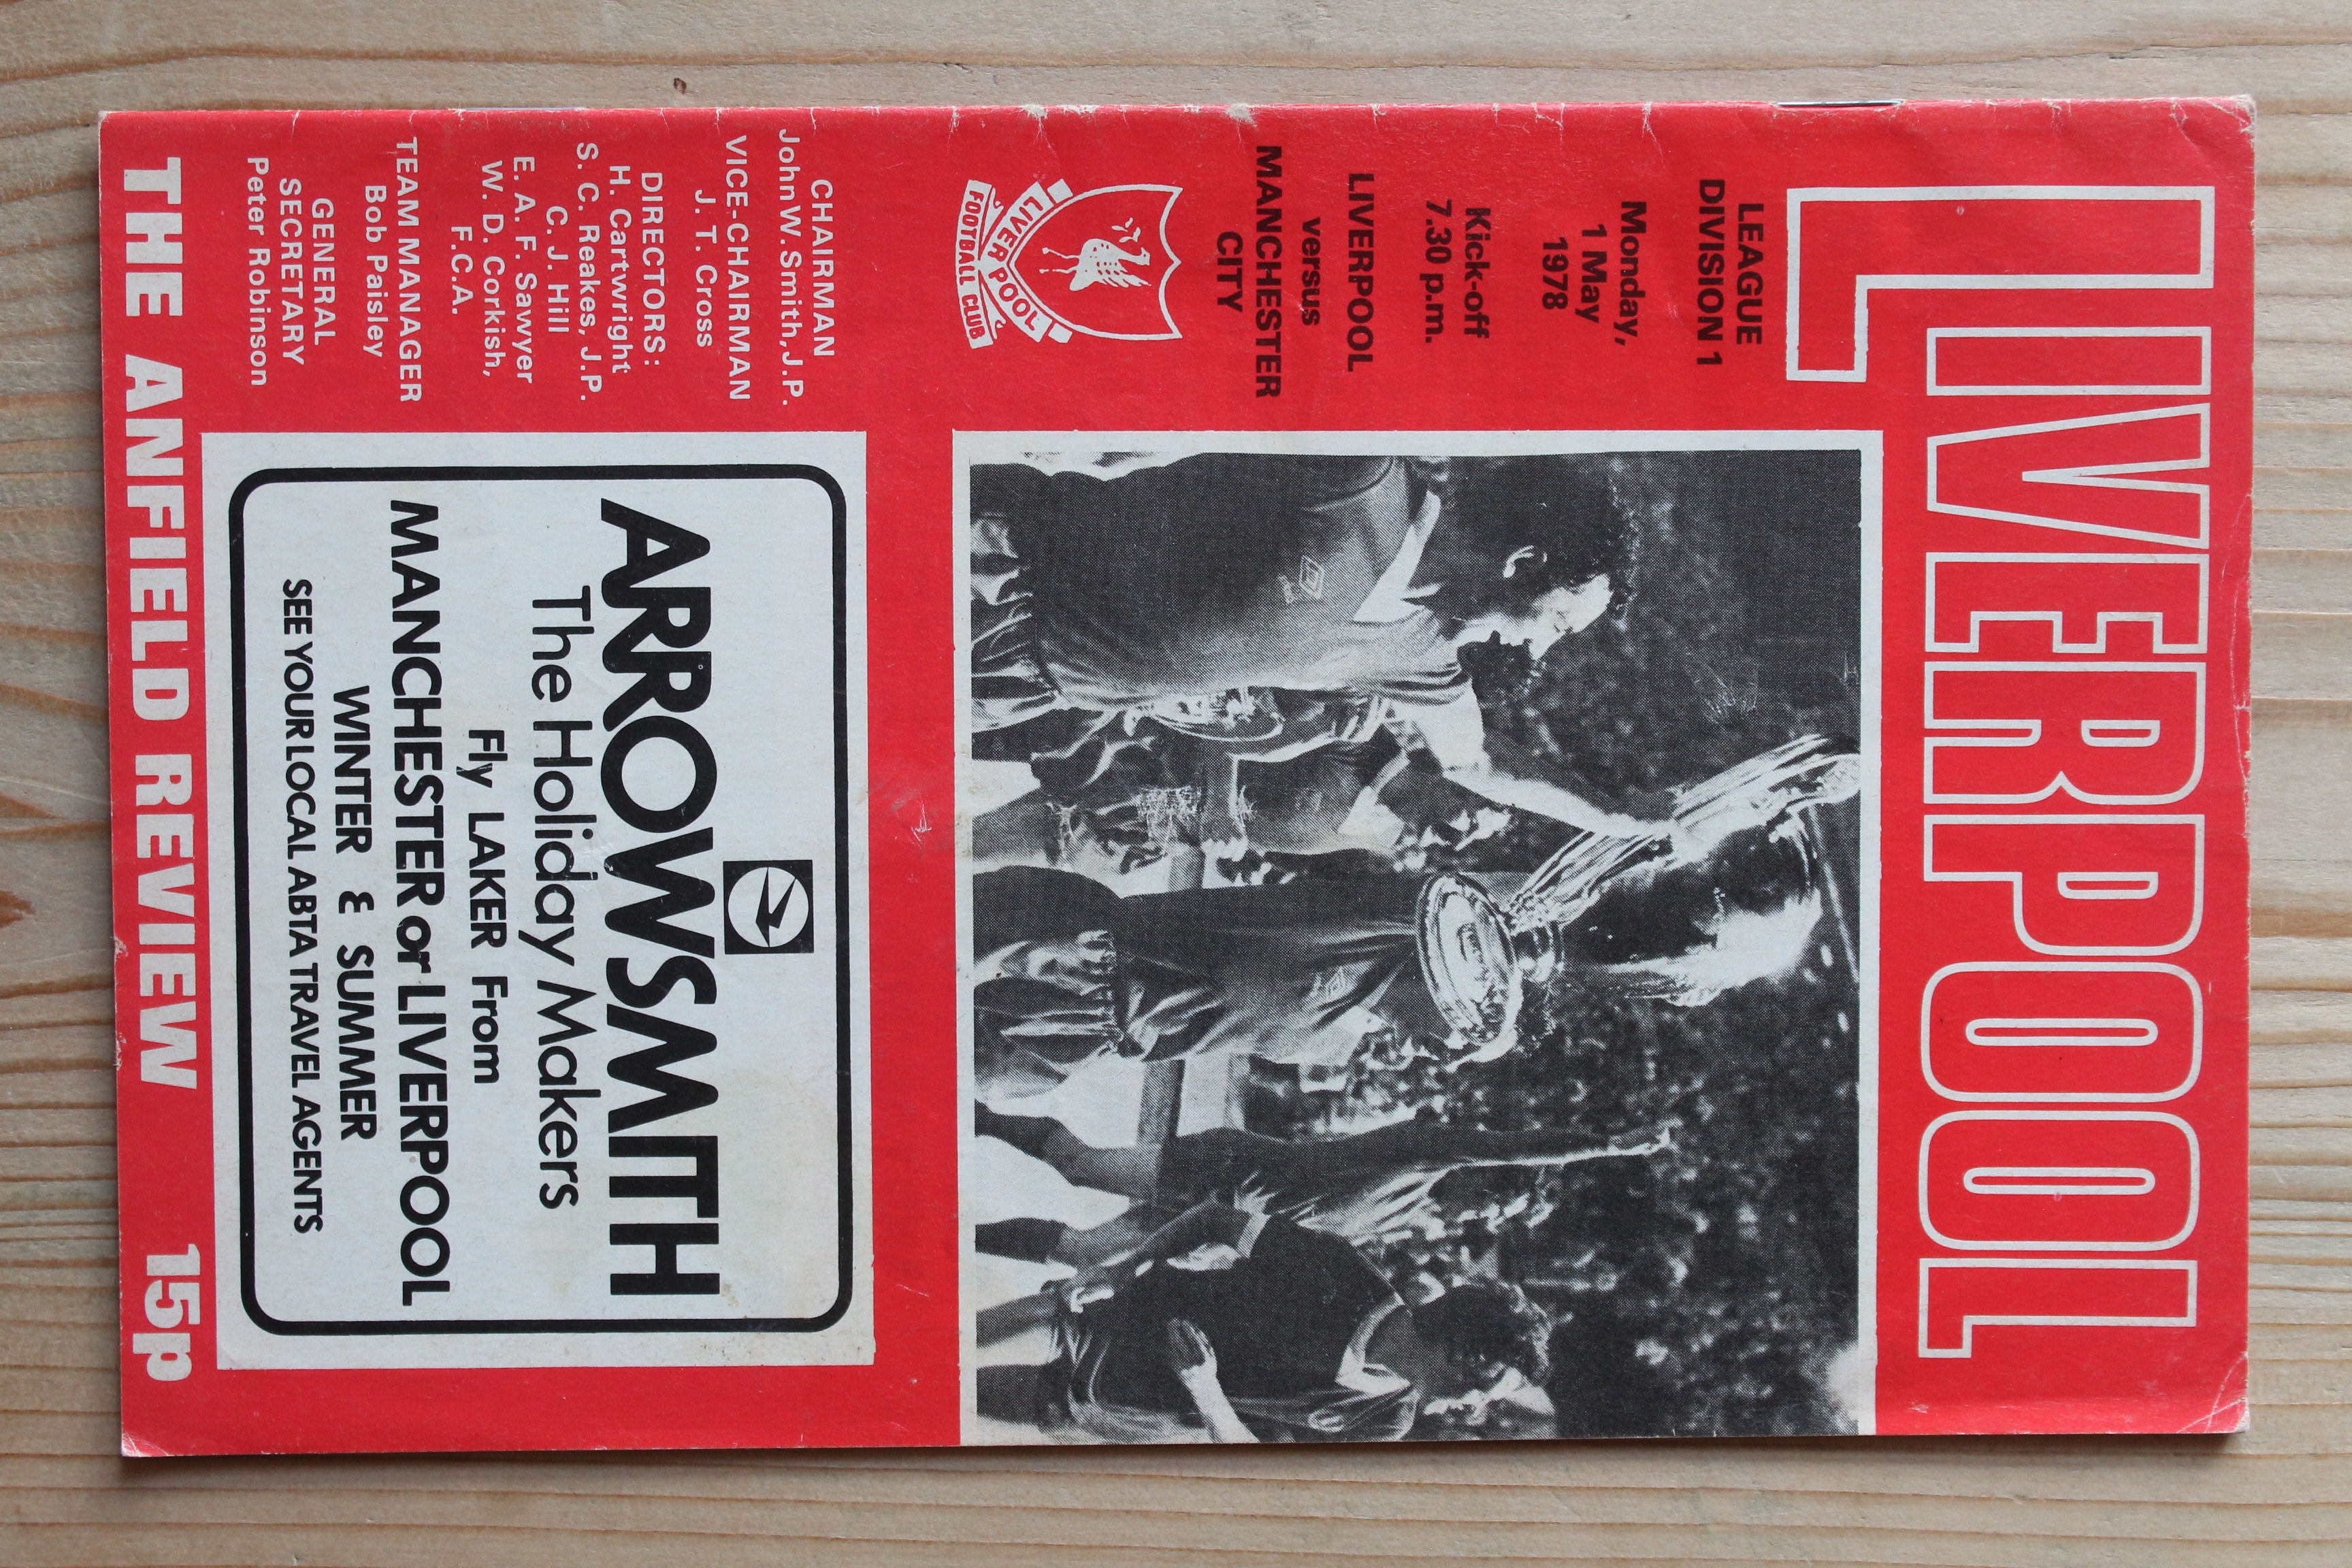 LIVERPOOL
LEAGUE
DIVISION 1
Monday,
1 May
1978
Kick-off
7.30 p.m.
LIVERPOOL
versus
MANCHESTER
CITY
LIVERPOOL
FOOTBALL CLUB
CHAIRMAN
John W. Smith, J.P.
VICE-CHAIRMAN
J. T. Cross
DIRECTORS:
H. Cartwright
S. C. Reakes, J.P.
C. J. Hill
E. A. F. Sawyer
W. D. Corkish,
F.C.A.
TEAM MANAGER
Bob Paisley
GENERAL
SECRETARY
Peter Robinson
ARROWSMITH
The Holiday Makers
Fly LAKER From
MANCHESTER or LIVERPOOL
WINTER & SUMMER
SEE YOUR LOCAL ABTA TRAVEL AGENTS
THE ANFIELD REVIEW 15p